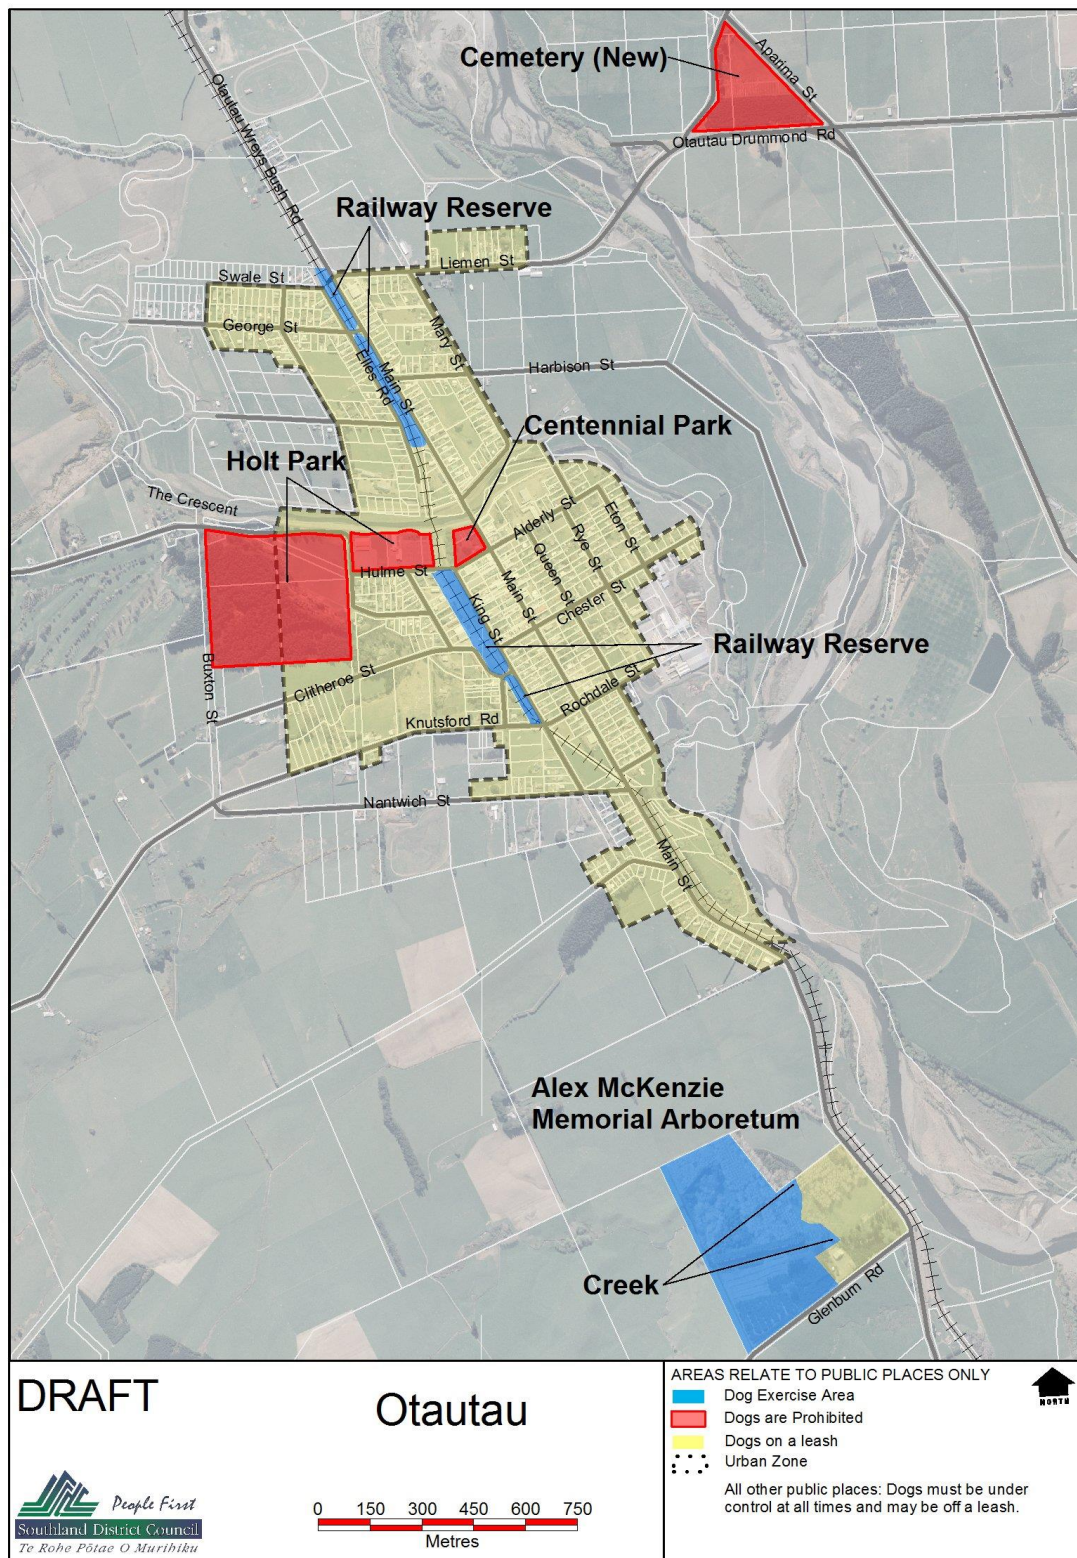 Cemetery (New)
Aparima St
Otautau Drummond Rd
Otautau Wreys Bush Rd
Railway Reserve
Swale St
Liemen St
George St
Mary St
Main St
Elles Rd
Harbison St
Centennial Park
Holt Park
The Crescent
Alderly St
Eton St
Rye St
Queen St
Hulme St
Main St
King St
Chester St
Railway Reserve
Buxton St
Clitheroe St
Rochdale St
Knutsford Rd
Nantwich St
Main St
Alex McKenzie
Memorial Arboretum
Creek
Glenburn Rd
DRAFT
Otautau
People First
Southland District Council
Te Rohe Pōtae O Murihiku
0 150 300 450 600 750
Metres
AREAS RELATE TO PUBLIC PLACES ONLY
Dog Exercise Area
Dogs are Prohibited
Dogs on a leash
Urban Zone
All other public places: Dogs must be under
control at all times and may be off a leash.
NORTH